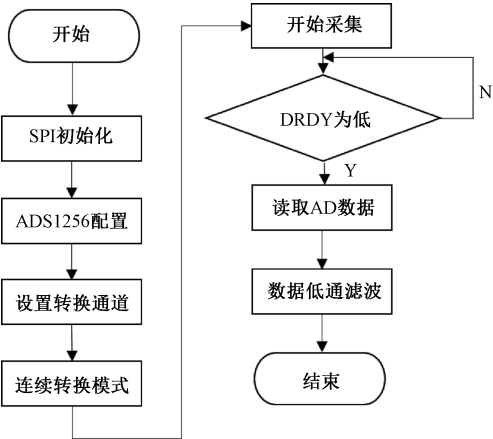 开始
SPI初始化
ADS1256配置
设置转换通道
连续转换模式
开始采集
DRDY为低
N
Y
读取AD数据
数据低通滤波
结束